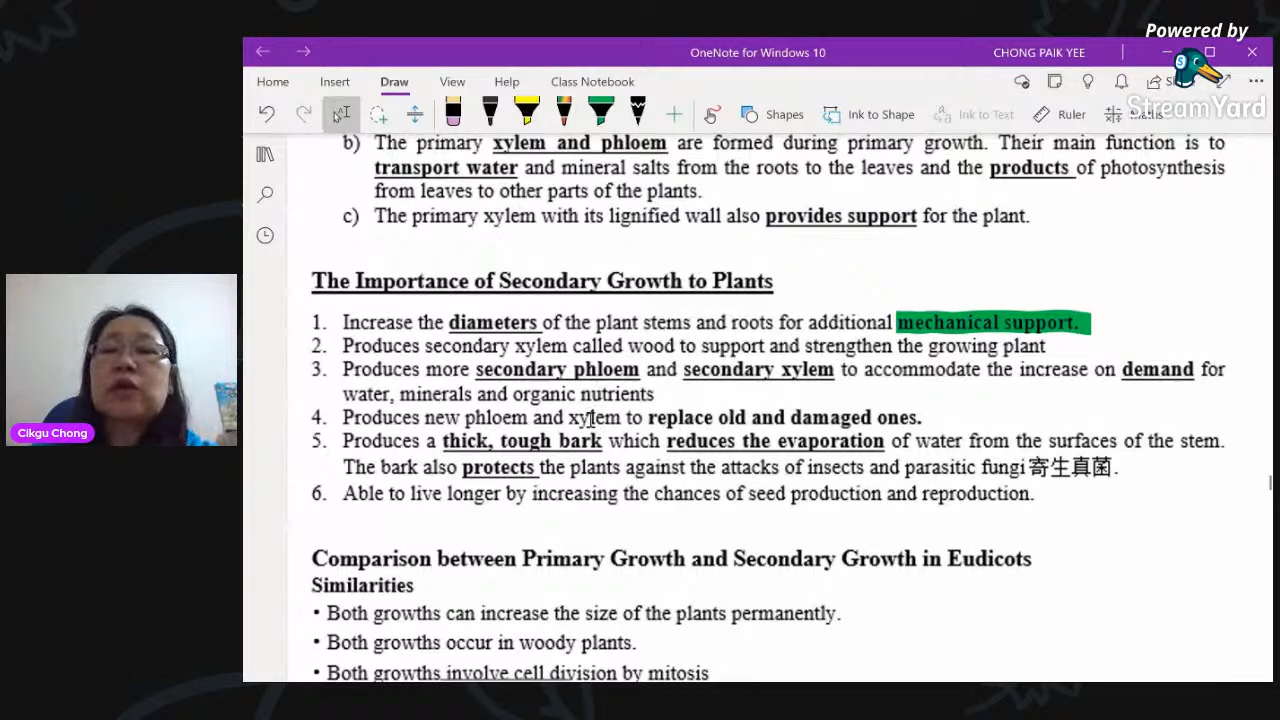 Powered by
StreamYard
OneNote for Windows 10
CHONG PAIK YEE
Home
Insert
Draw
View
Help
Class Notebook
Shapes
Ink to Shape
Ink to Text
Ruler
b) The primary xylem and phloem are formed during primary growth. Their main function is to
transport water and mineral salts from the roots to the leaves and the products of photosynthesis
from leaves to other parts of the plants.
c) The primary xylem with its lignified wall also provides support for the plant.
The Importance of Secondary Growth to Plants
1. Increase the diameters of the plant stems and roots for additional mechanical support.
2. Produces secondary xylem called wood to support and strengthen the growing plant
3. Produces more secondary phloem and secondary xylem to accommodate the increase on demand for
water, minerals and organic nutrients
4. Produces new phloem and xylem to replace old and damaged ones.
5. Produces a thick, tough bark which reduces the evaporation of water from the surfaces of the stem.
The bark also protects the plants against the attacks of insects and parasitic fungi 寄生真菌.
6. Able to live longer by increasing the chances of seed production and reproduction.
Comparison between Primary Growth and Secondary Growth in Eudicots
Similarities
• Both growths can increase the size of the plants permanently.
• Both growths occur in woody plants.
• Both growths involve cell division by mitosis
Cikgu Chong